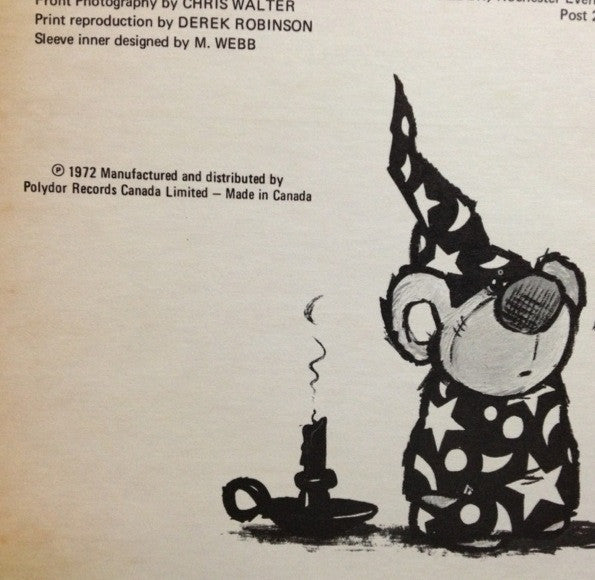 Front Photography by CHRIS WALTER
Print reproduction by DEREK ROBINSON
Sleeve inner designed by M. WEBB
Post
℗ 1972 Manufactured and distributed by
Polydor Records Canada Limited – Made in Canada